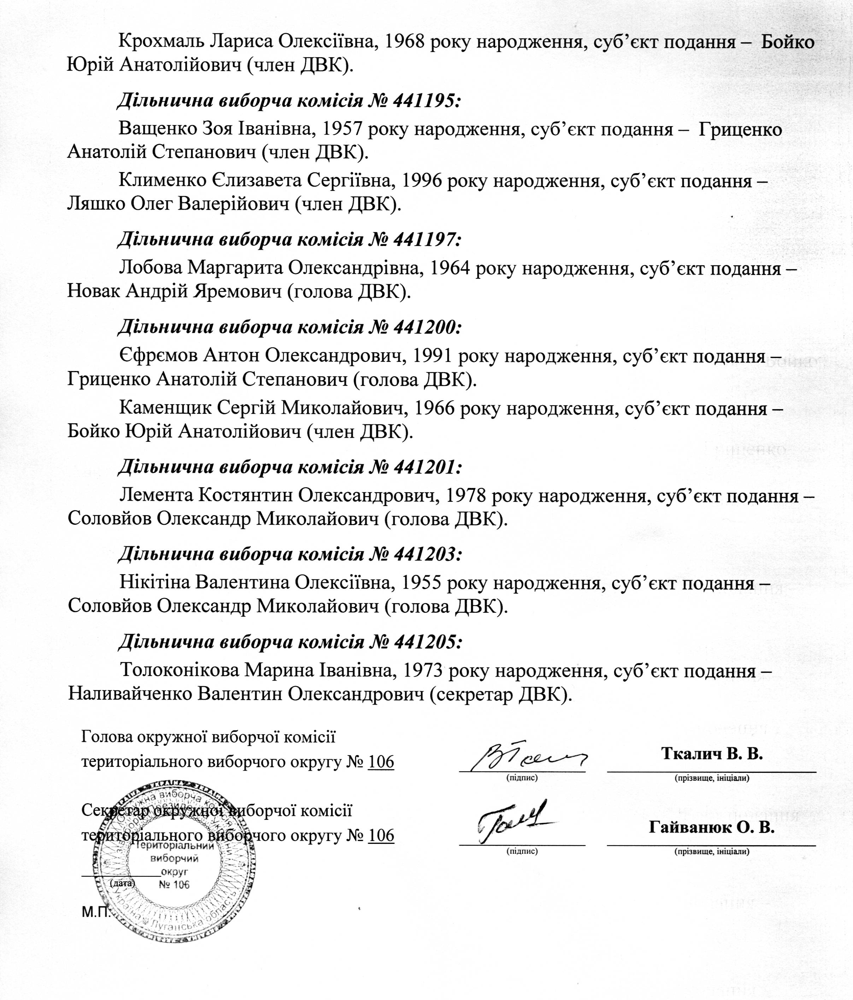 Крохмаль Лариса Олексіївна, 1968 року народження, суб’єкт подання – Бойко
Юрій Анатолійович (член ДВК).
Дільнична виборча комісія № 441195:
Ващенко Зоя Іванівна, 1957 року народження, суб’єкт подання – Гриценко
Анатолій Степанович (член ДВК).
Клименко Єлизавета Сергіївна, 1996 року народження, суб’єкт подання –
Ляшко Олег Валерійович (член ДВК).
Дільнична виборча комісія № 441197:
Лобова Маргарита Олександрівна, 1964 року народження, суб’єкт подання –
Новак Андрій Яремович (голова ДВК).
Дільнична виборча комісія № 441200:
Єфрємов Антон Олександрович, 1991 року народження, суб’єкт подання –
Гриценко Анатолій Степанович (голова ДВК).
Каменщик Сергій Миколайович, 1966 року народження, суб’єкт подання –
Бойко Юрій Анатолійович (член ДВК).
Дільнична виборча комісія № 441201:
Лемента Костянтин Олександрович, 1978 року народження, суб’єкт подання –
Соловйов Олександр Миколайович (голова ДВК).
Дільнична виборча комісія № 441203:
Нікітіна Валентина Олексіївна, 1955 року народження, суб’єкт подання –
Соловйов Олександр Миколайович (голова ДВК).
Дільнична виборча комісія № 441205:
Толоконікова Марина Іванівна, 1973 року народження, суб’єкт подання –
Наливайченко Валентин Олександрович (секретар ДВК).
Голова окружної виборчої комісії
територіального виборчого округу № 106
Ткалич В. В.
(підпис)
(прізвище, ініціали)
Секретар окружної виборчої комісії
територіального виборчого округу № 106
Гайванюк О. В.
(підпис)
(прізвище, ініціали)
(дата)
М.П.
Окружна виборча комісія
з виборів Президента України
Територіальний
виборчий
округ
№ 106
Україна Луганська область